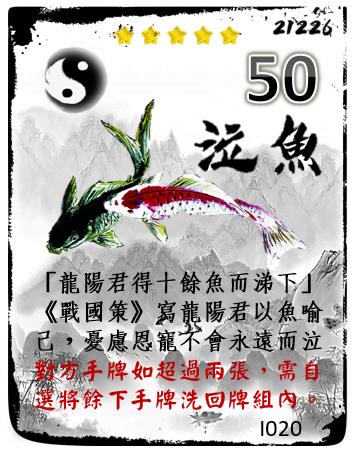 21226
50
泣魚
「龍陽君得十餘魚而涕下」
《戰國策》寫龍陽君以魚喻
己，憂慮恩寵不會永遠而泣
對方手牌如超過兩張，需自
選將餘下手牌洗回牌組內。
I020